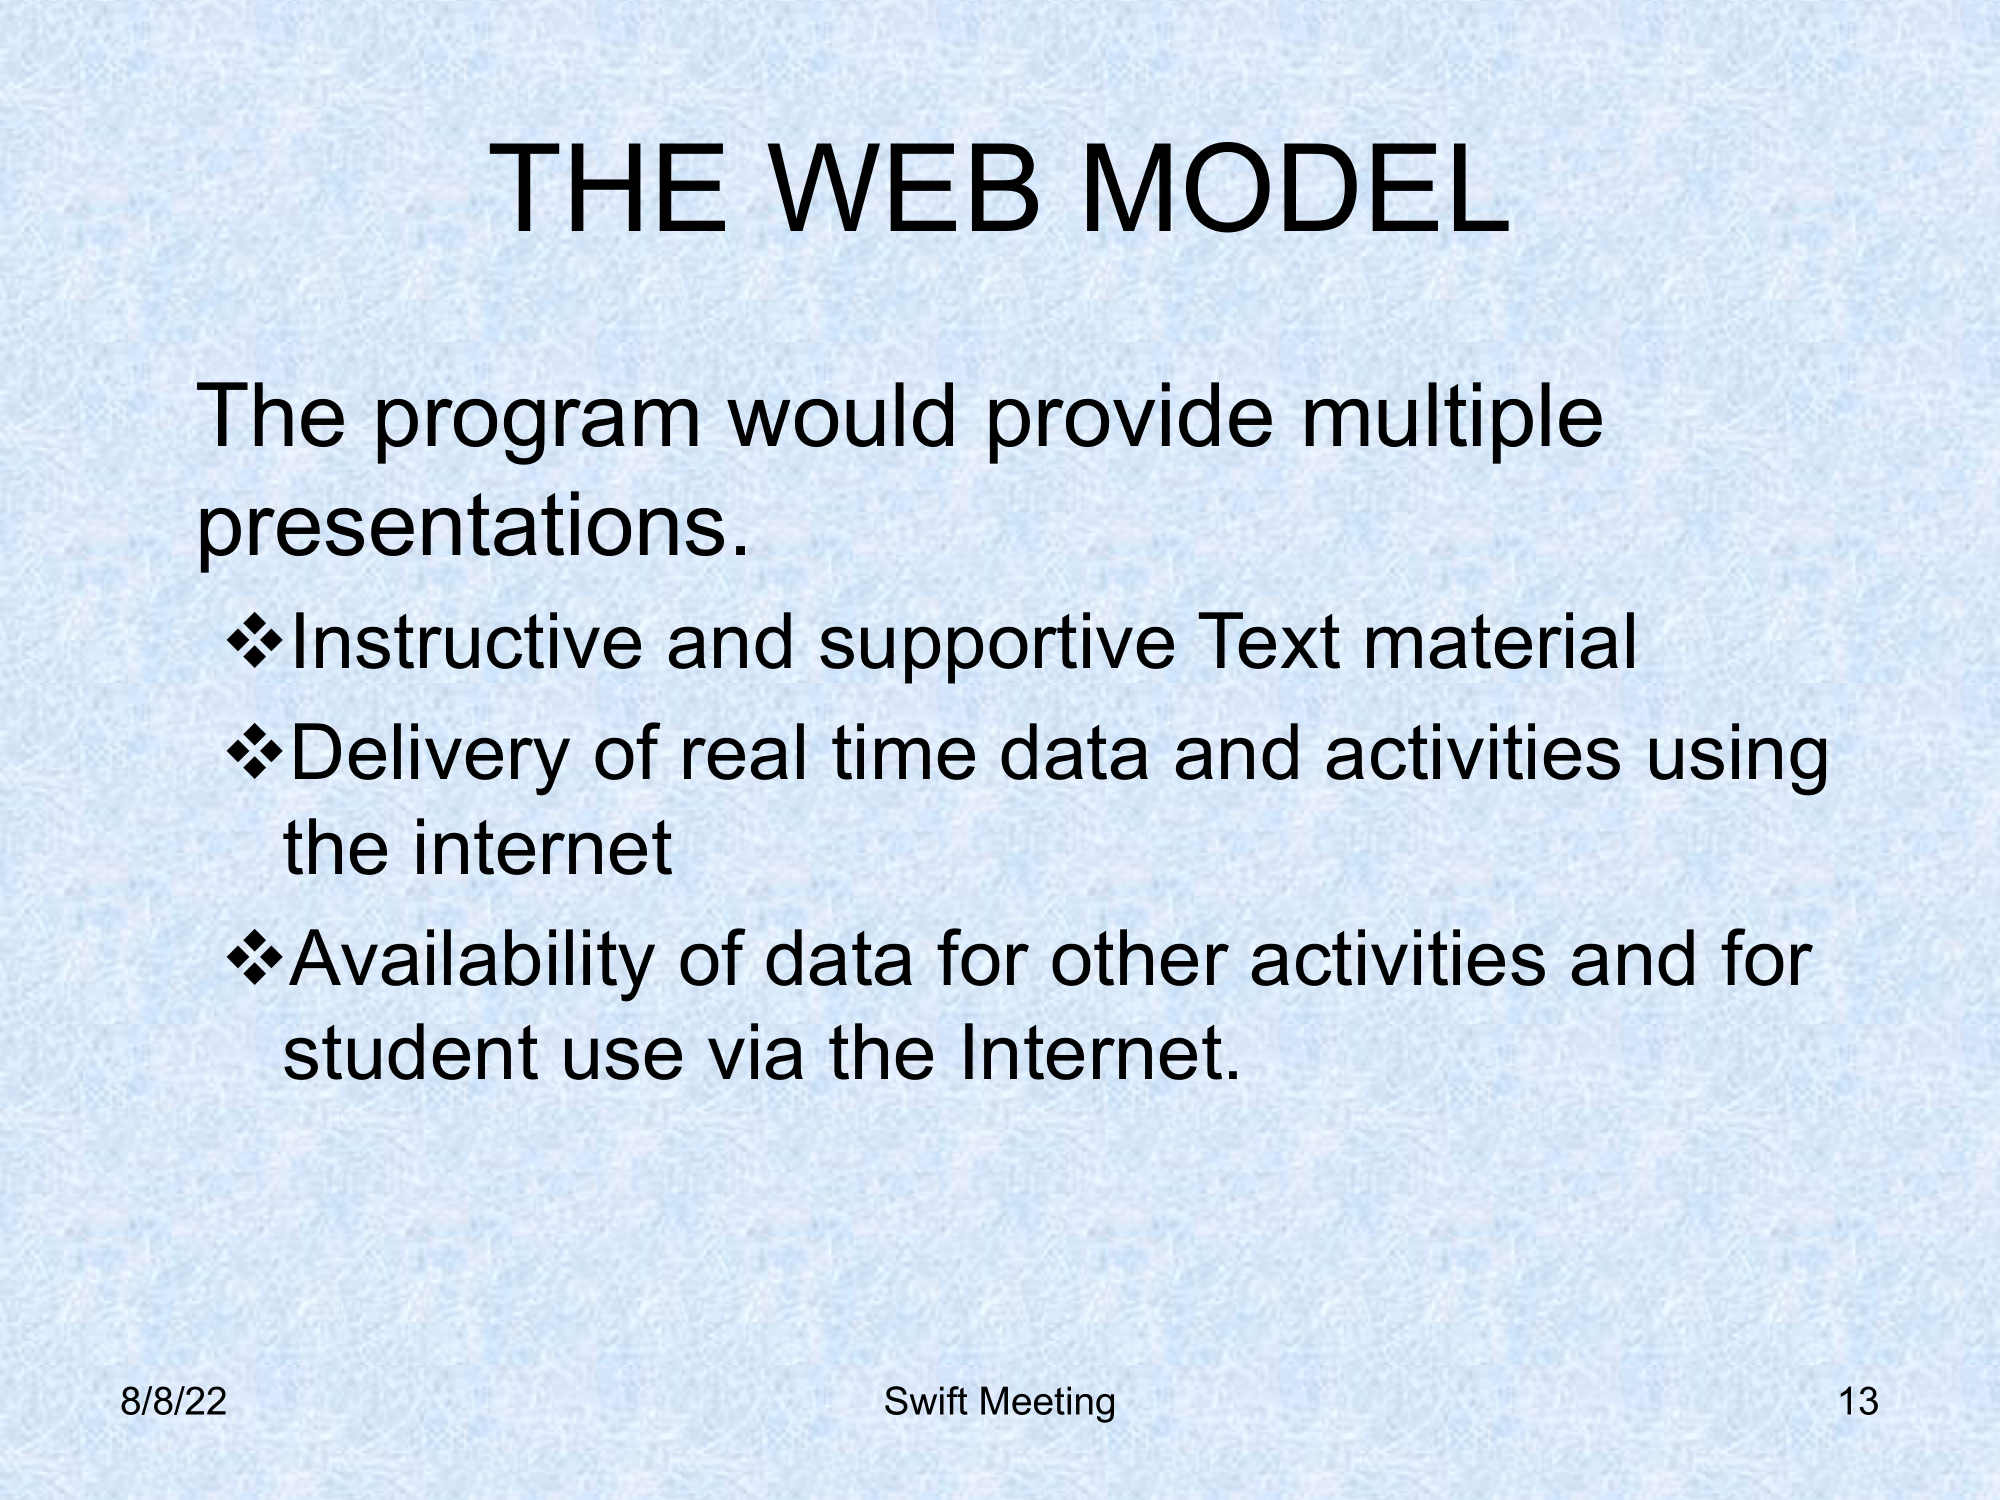 THE WEB MODEL
The program would provide multiple
presentations.
❖Instructive and supportive Text material
❖Delivery of real time data and activities using
the internet
❖Availability of data for other activities and for
student use via the Internet.
8/8/22 Swift Meeting 13